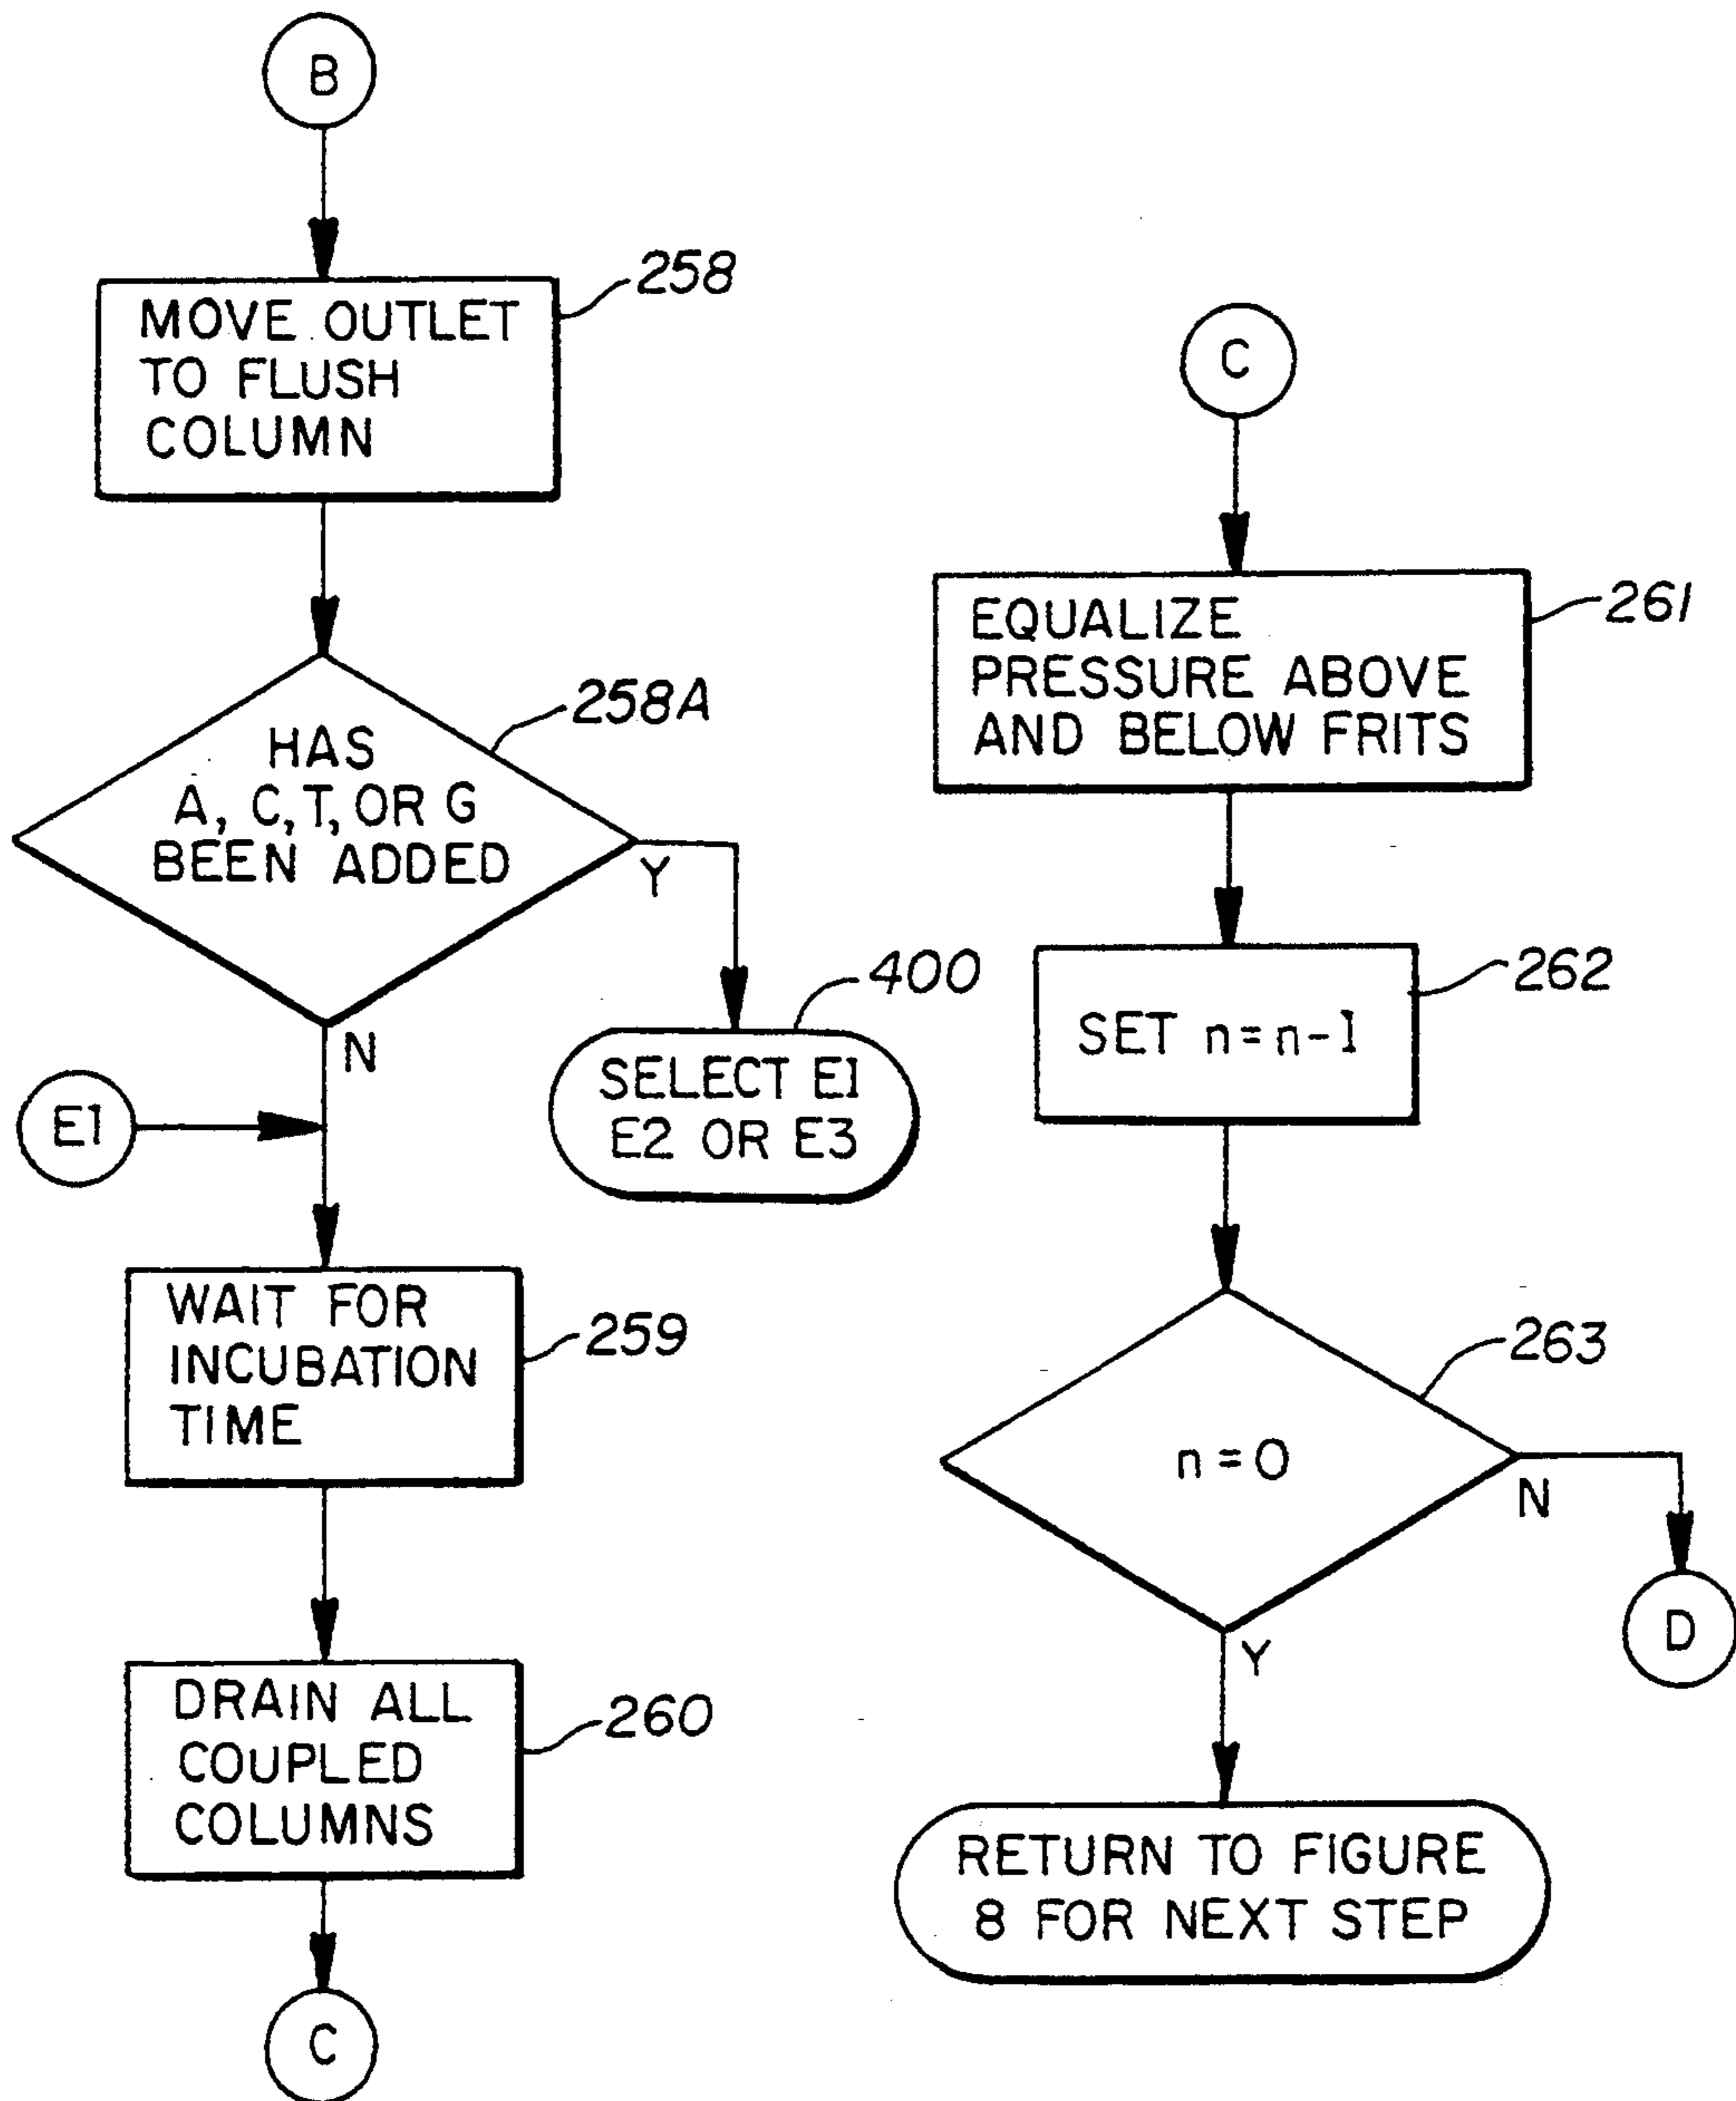 B
258
MOVE OUTLET
TO FLUSH
COLUMN
258A
HAS
A, C, T, OR G
BEEN ADDED
Y
N
400
SELECT E1
E2 OR E3
E1
WAIT FOR
INCUBATION
TIME
259
DRAIN ALL
COUPLED
COLUMNS
260
C
C
EQUALIZE
PRESSURE ABOVE
AND BELOW FRITS
261
262
SET n=n-1
263
n=0
N
D
Y
RETURN TO FIGURE
8 FOR NEXT STEP